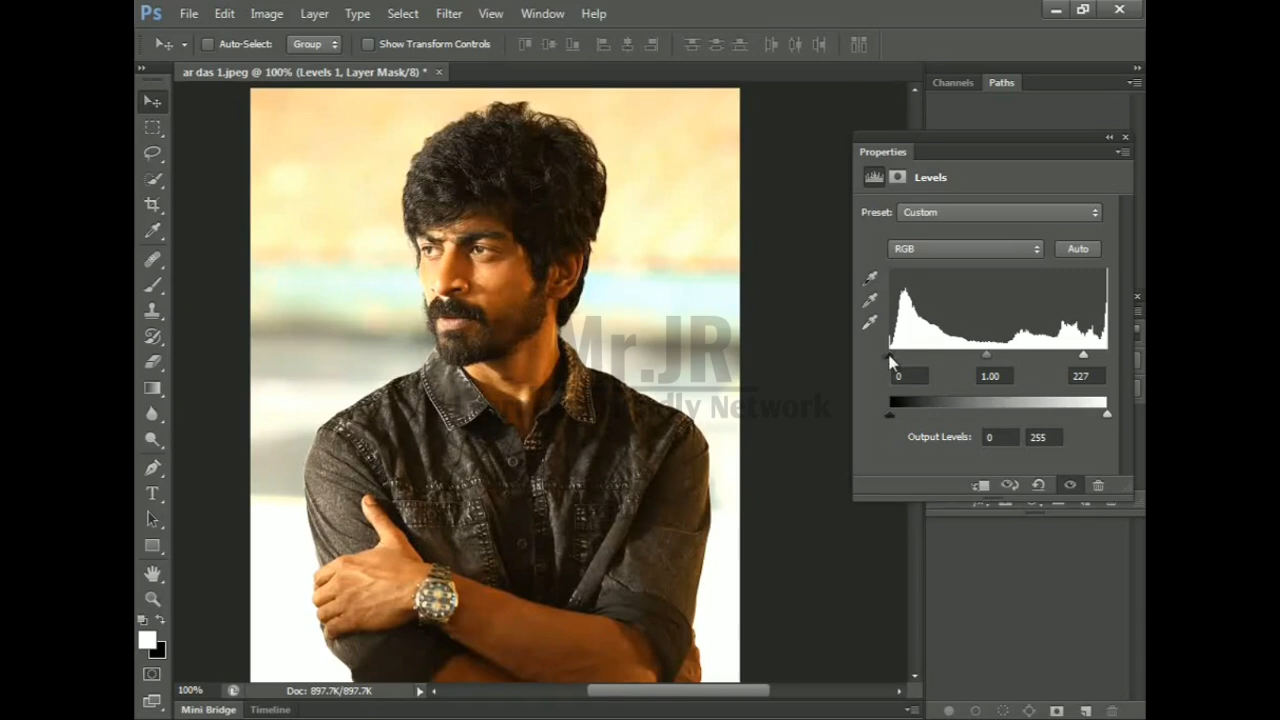 Ps File Edit Image Layer Type Select Filter View Window Help
Auto-Select: Group Show Transform Controls
ar das 1.jpeg @ 100% (Levels 1, Layer Mask/8) *
Channels Paths
Properties
Levels
Preset: Custom
RGB Auto
Mr.JR
dly Network
0 1.00 227
Output Levels: 0 255
T
100% Doc: 897.7K/897.7K
Mini Bridge Timeline